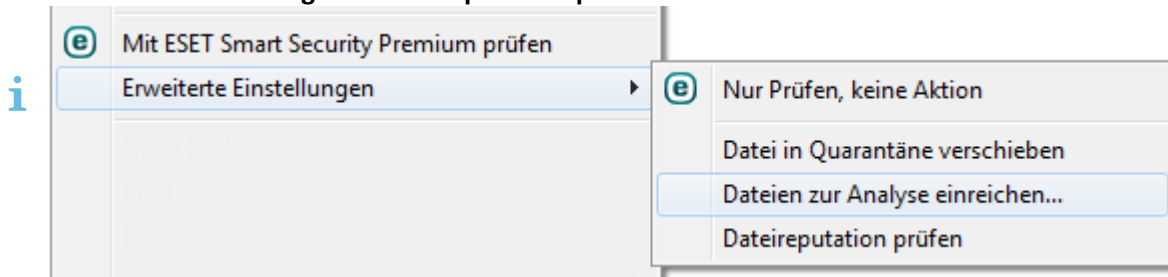 Mit ESET Smart Security Premium prüfen
Erweiterte Einstellungen
Nur Prüfen, keine Aktion
Datei in Quarantäne verschieben
Dateien zur Analyse einreichen...
Dateireputation prüfen